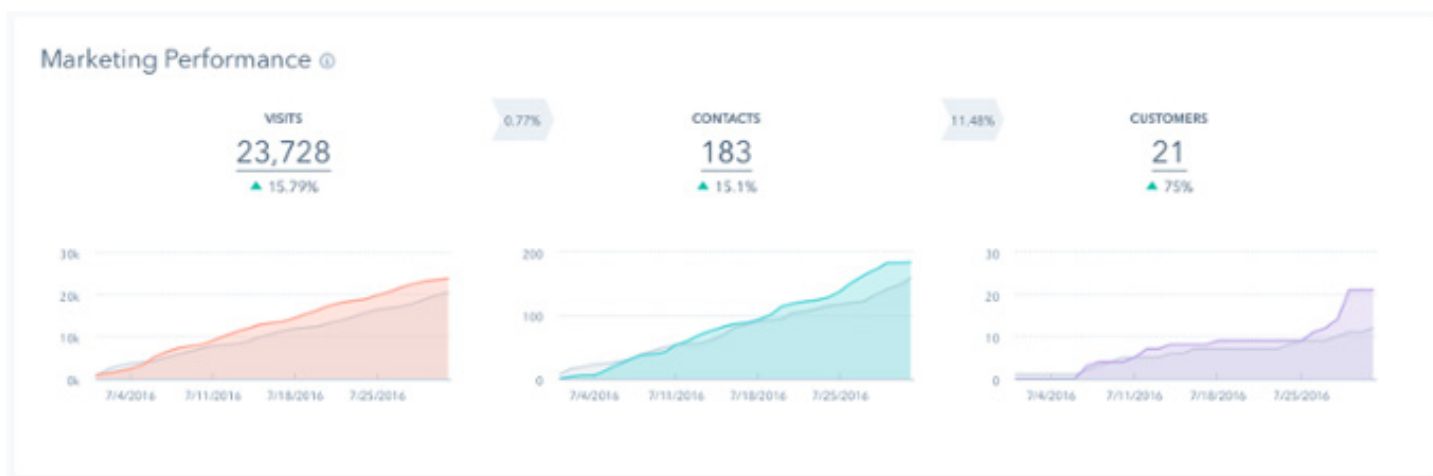 Marketing Performance
VISITS
23,728
▲ 15.79%
0.77%
CONTACTS
183
▲ 15.1%
11.48%
CUSTOMERS
21
▲ 75%
30k
20k
10k
0k
7/4/2016 7/11/2016 7/18/2016 7/25/2016
200
100
0
7/4/2016 7/11/2016 7/18/2016 7/25/2016
30
20
10
0
7/4/2016 7/11/2016 7/18/2016 7/25/2016